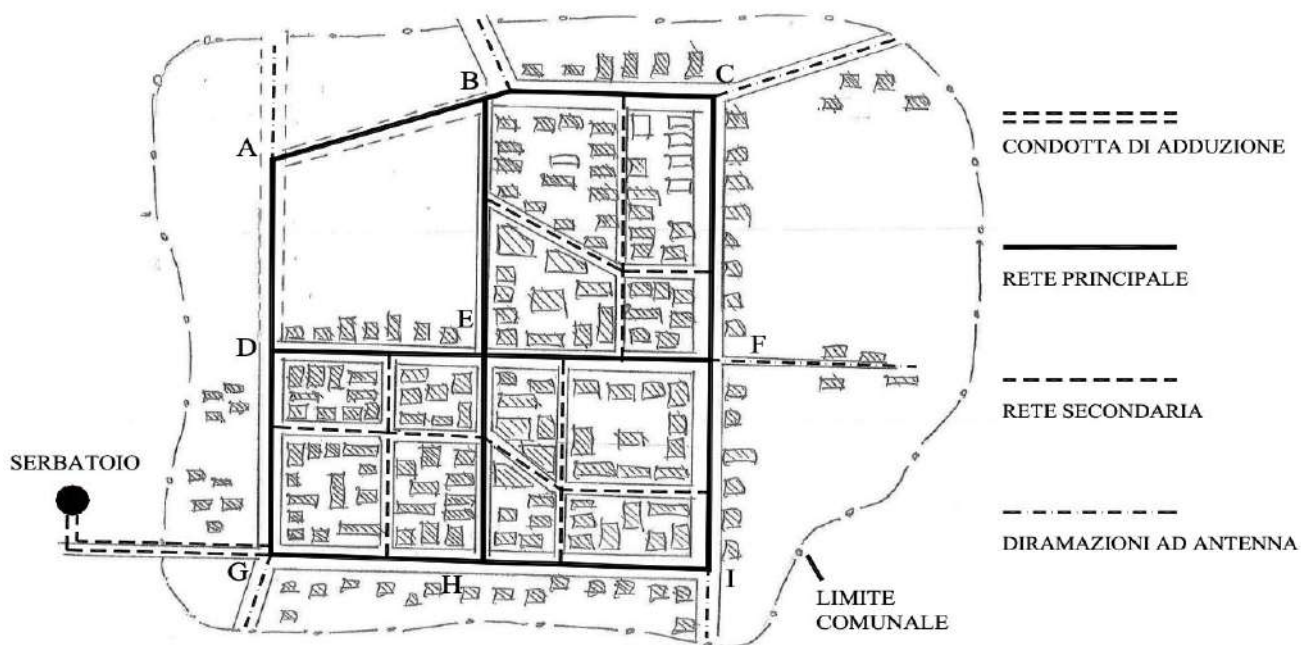 B
C
A
CONDOTTA DI ADDUZIONE
RETE PRINCIPALE
D
E
F
SERBATOIO
RETE SECONDARIA
DIRAMAZIONI AD ANTENNA
G
H
I
LIMITE
COMUNALE